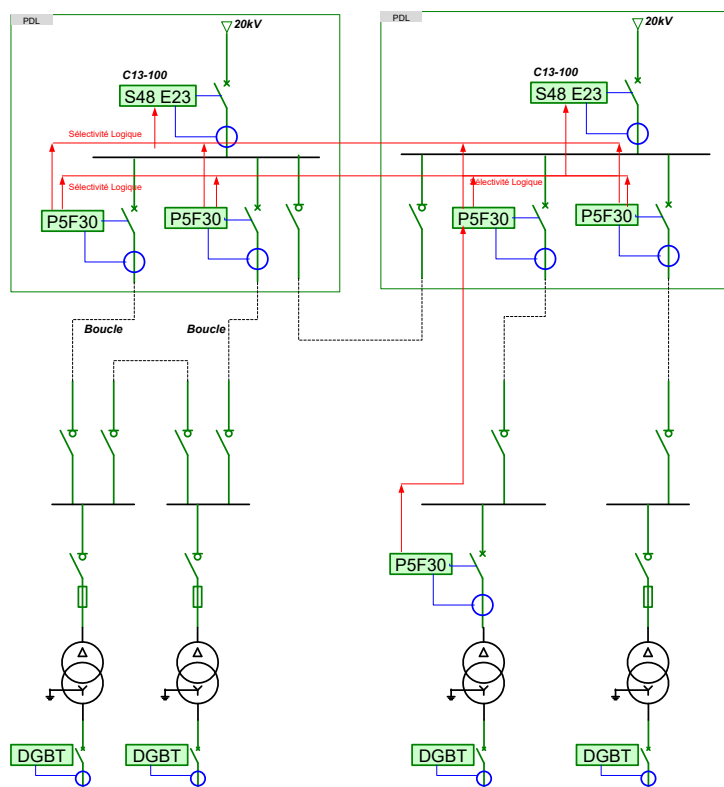 PDL
PDL
20kV
20kV
C13-100
C13-100
S48 E23
S48 E23
Sélectivité Logique
Sélectivité Logique
Sélectivité Logique
P5F30
P5F30
P5F30
P5F30
Boucle
Boucle
P5F30
DGBT
DGBT
DGBT
DGBT